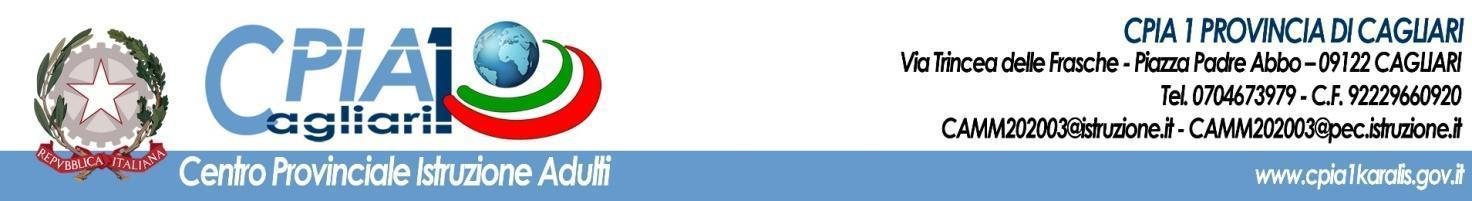 REPVBBLICA ITALIANA
CPIA1
Cagliari1
Centro Provinciale Istruzione Adulti
CPIA 1 PROVINCIA DI CAGLIARI
Via Trincea delle Frasche - Piazza Padre Abbo – 09122 CAGLIARI
Tel. 0704673979 - C.F. 92229660920
CAMM202003@istruzione.it - CAMM202003@pec.istruzione.it
www.cpia1karalis.gov.it